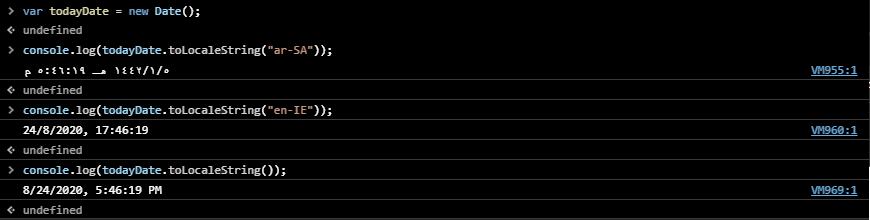 > var todayDate = new Date();
<· undefined
> console.log(todayDate.toLocaleString("ar-SA"));
٥‏/١‏/١٤٤٢ هـ ٥:٤٦:١٩ م VM955:1
<· undefined
> console.log(todayDate.toLocaleString("en-IE"));
24/8/2020, 17:46:19 VM960:1
<· undefined
> console.log(todayDate.toLocaleString());
8/24/2020, 5:46:19 PM VM969:1
<· undefined